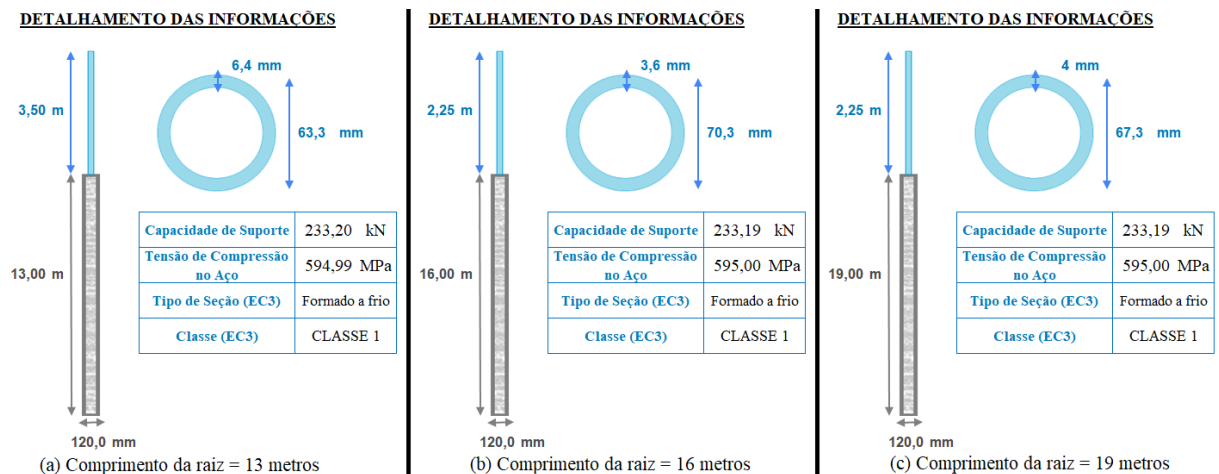 DETALHAMENTO DAS INFORMAÇÕES
6,4 mm
3,50 m
63,3 mm
13,00 m
Capacidade de Suporte 233,20 kN
Tensão de Compressão
no Aço 594,99 MPa
Tipo de Seção (EC3) Formado a frio
Classe (EC3) CLASSE 1
120,0 mm
(a) Comprimento da raiz = 13 metros
DETALHAMENTO DAS INFORMAÇÕES
3,6 mm
2,25 m
70,3 mm
16,00 m
Capacidade de Suporte 233,19 kN
Tensão de Compressão
no Aço 595,00 MPa
Tipo de Seção (EC3) Formado a frio
Classe (EC3) CLASSE 1
120,0 mm
(b) Comprimento da raiz = 16 metros
DETALHAMENTO DAS INFORMAÇÕES
4 mm
2,25 m
67,3 mm
19,00 m
Capacidade de Suporte 233,19 kN
Tensão de Compressão
no Aço 595,00 MPa
Tipo de Seção (EC3) Formado a frio
Classe (EC3) CLASSE 1
120,0 mm
(c) Comprimento da raiz = 19 metros